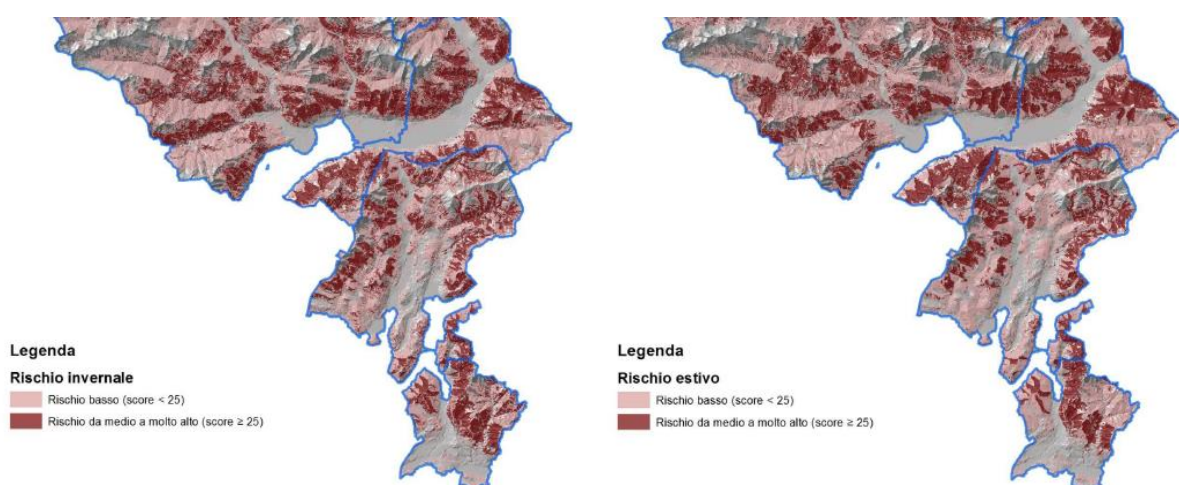 Legenda
Rischio invernale
Rischio basso (score < 25)
Rischio da medio a molto alto (score ≥ 25)
Legenda
Rischio estivo
Rischio basso (score < 25)
Rischio da medio a molto alto (score ≥ 25)